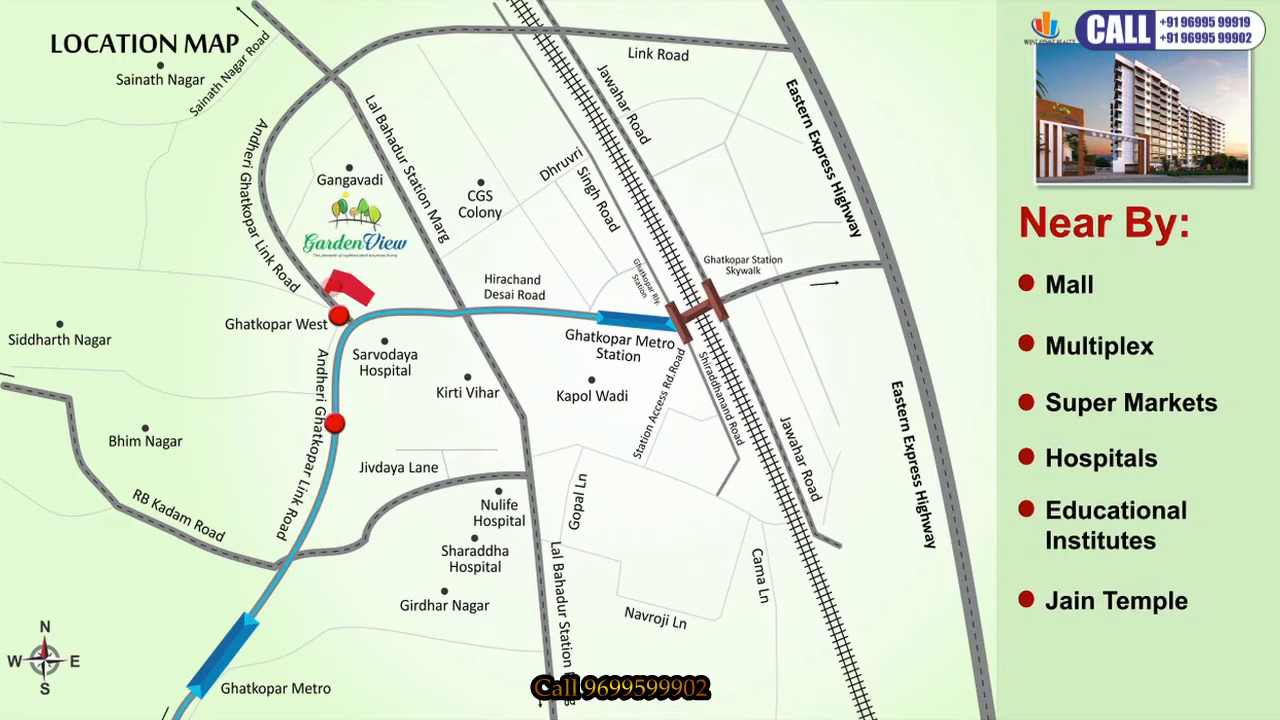 LOCATION MAP
Sainath Nagar
Sainath Nagar Road
Link Road
Jawahar Road
Eastern Express Highway
Andheri Ghatkopar Link Road
Lal Bahadur Station Marg
Gangavadi
GardenView
CGS
Colony
Dhruvri
Singh Road
Ghatkopar Rly.
Station
Ghatkopar Station
Skywalk
Hirachand
Desai Road
Ghatkopar West
Siddharth Nagar
Sarvodaya
Hospital
Ghatkopar Metro
Station
Kirti Vihar
Kapol Wadi
Station Access Rd.Road
Shiraddhanand Road
Andheri Ghatkopar Link Road
Bhim Nagar
Jivdaya Lane
Jawahar Road
Eastern Express Highway
RB Kadam Road
Nulife
Hospital
Gopal Ln
Sharaddha
Hospital
Girdhar Nagar
Lal Bahadur Station
Cama Ln
Navroji Ln
N
W E
S
Ghatkopar Metro
Call 9699599902
WEST COAST REALTY
CALL
+91 96995 99919
+91 96995 99902
Near By:
Mall
Multiplex
Super Markets
Hospitals
Educational
Institutes
Jain Temple